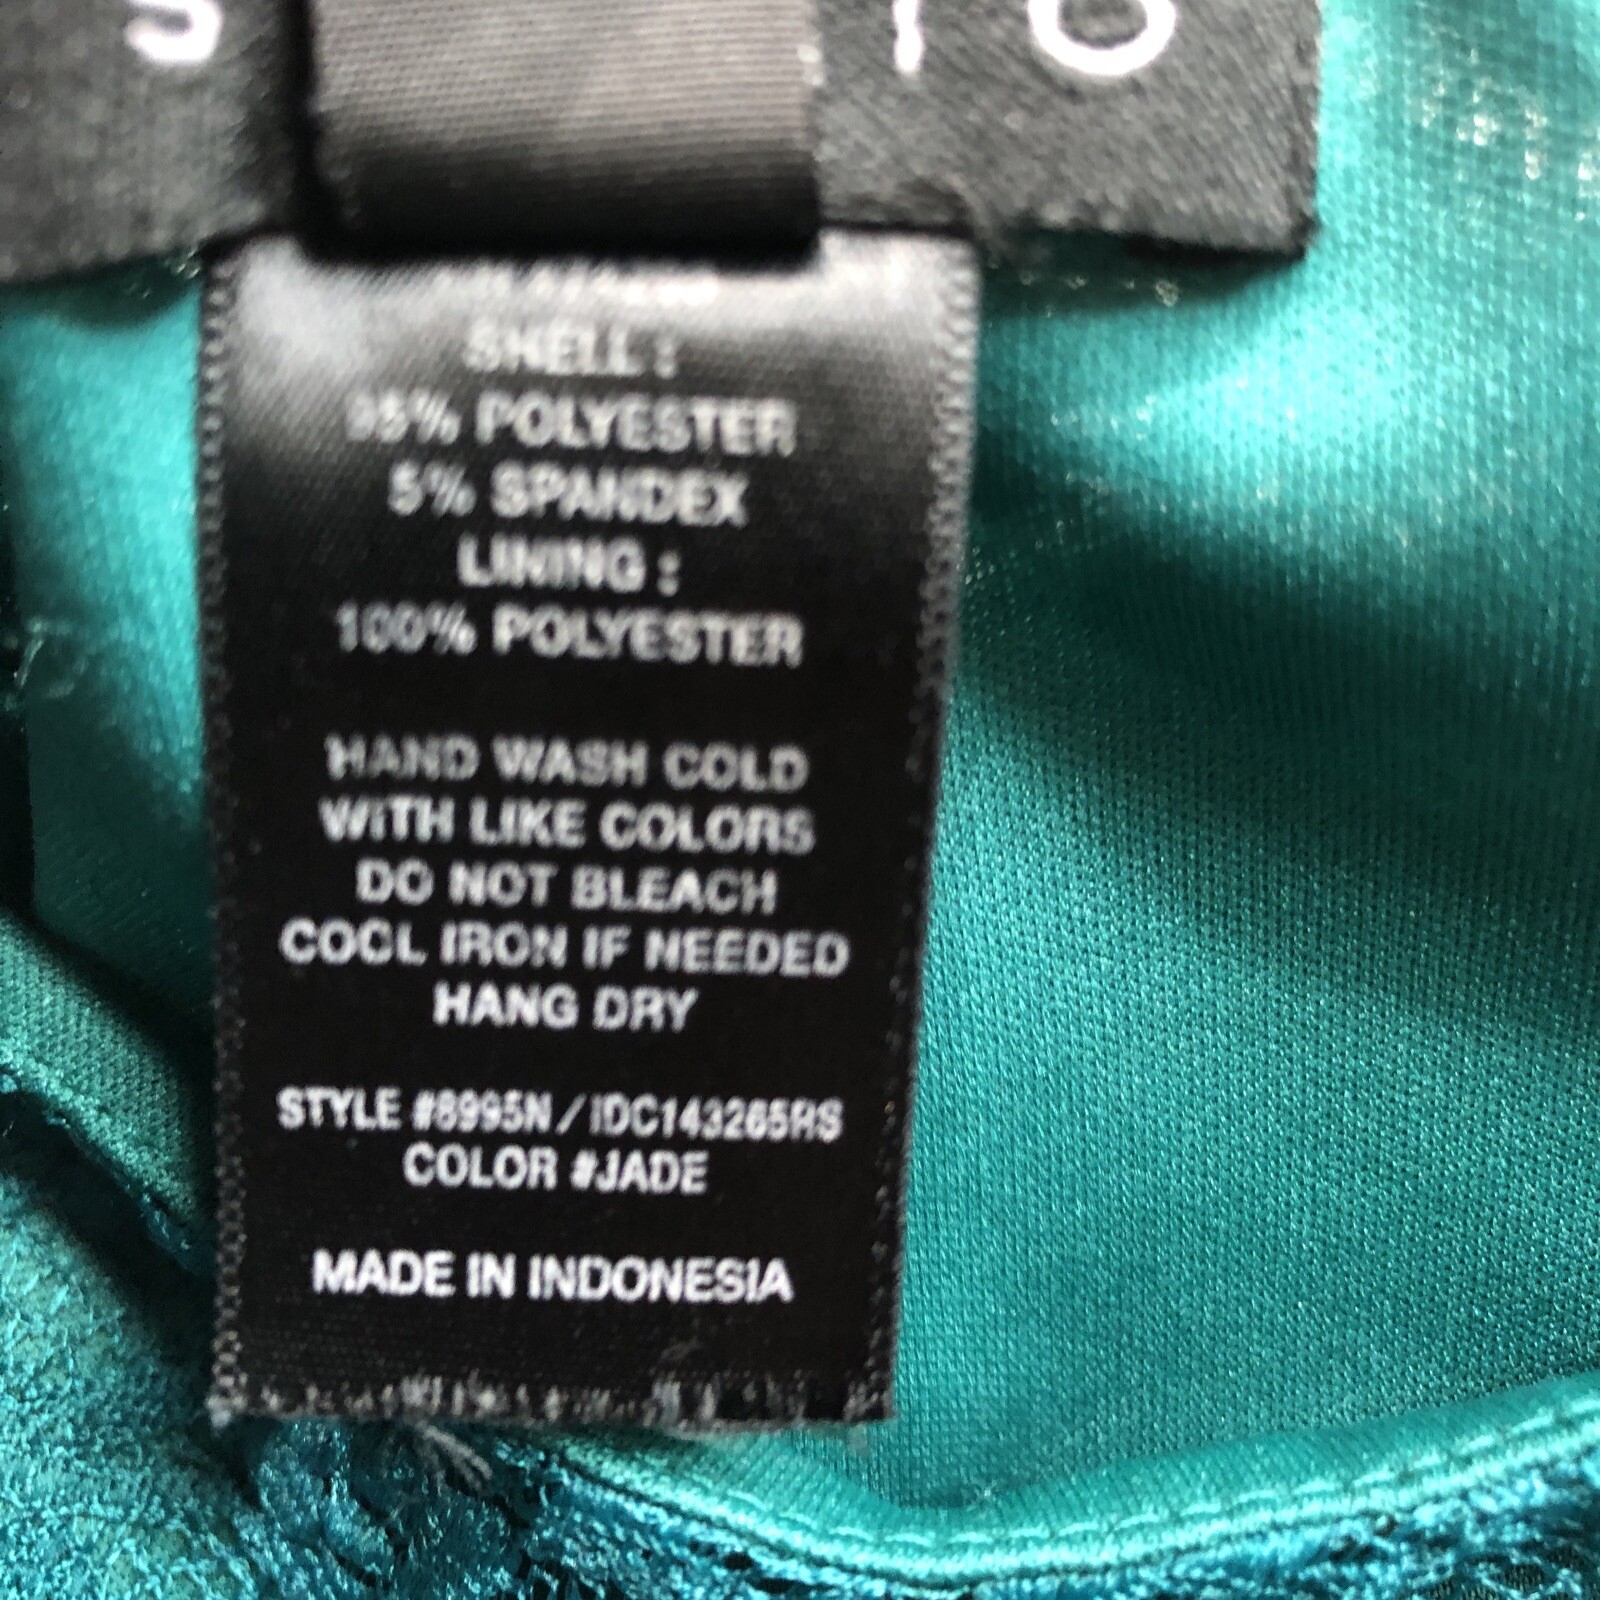 SHELL :
95% POLYESTER
5% SPANDEX
LINING :
100% POLYESTER
HAND WASH COLD
WITH LIKE COLORS
DO NOT BLEACH
COOL IRON IF NEEDED
HANG DRY
STYLE #8995N / IDC143265RS
COLOR #JADE
MADE IN INDONESIA